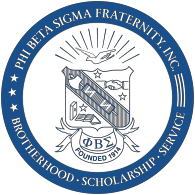 PHI BETA SIGMA FRATERNITY, INC.
ΦΒΣ
FOUNDED 1914
BROTHERHOOD · SCHOLARSHIP · SERVICE